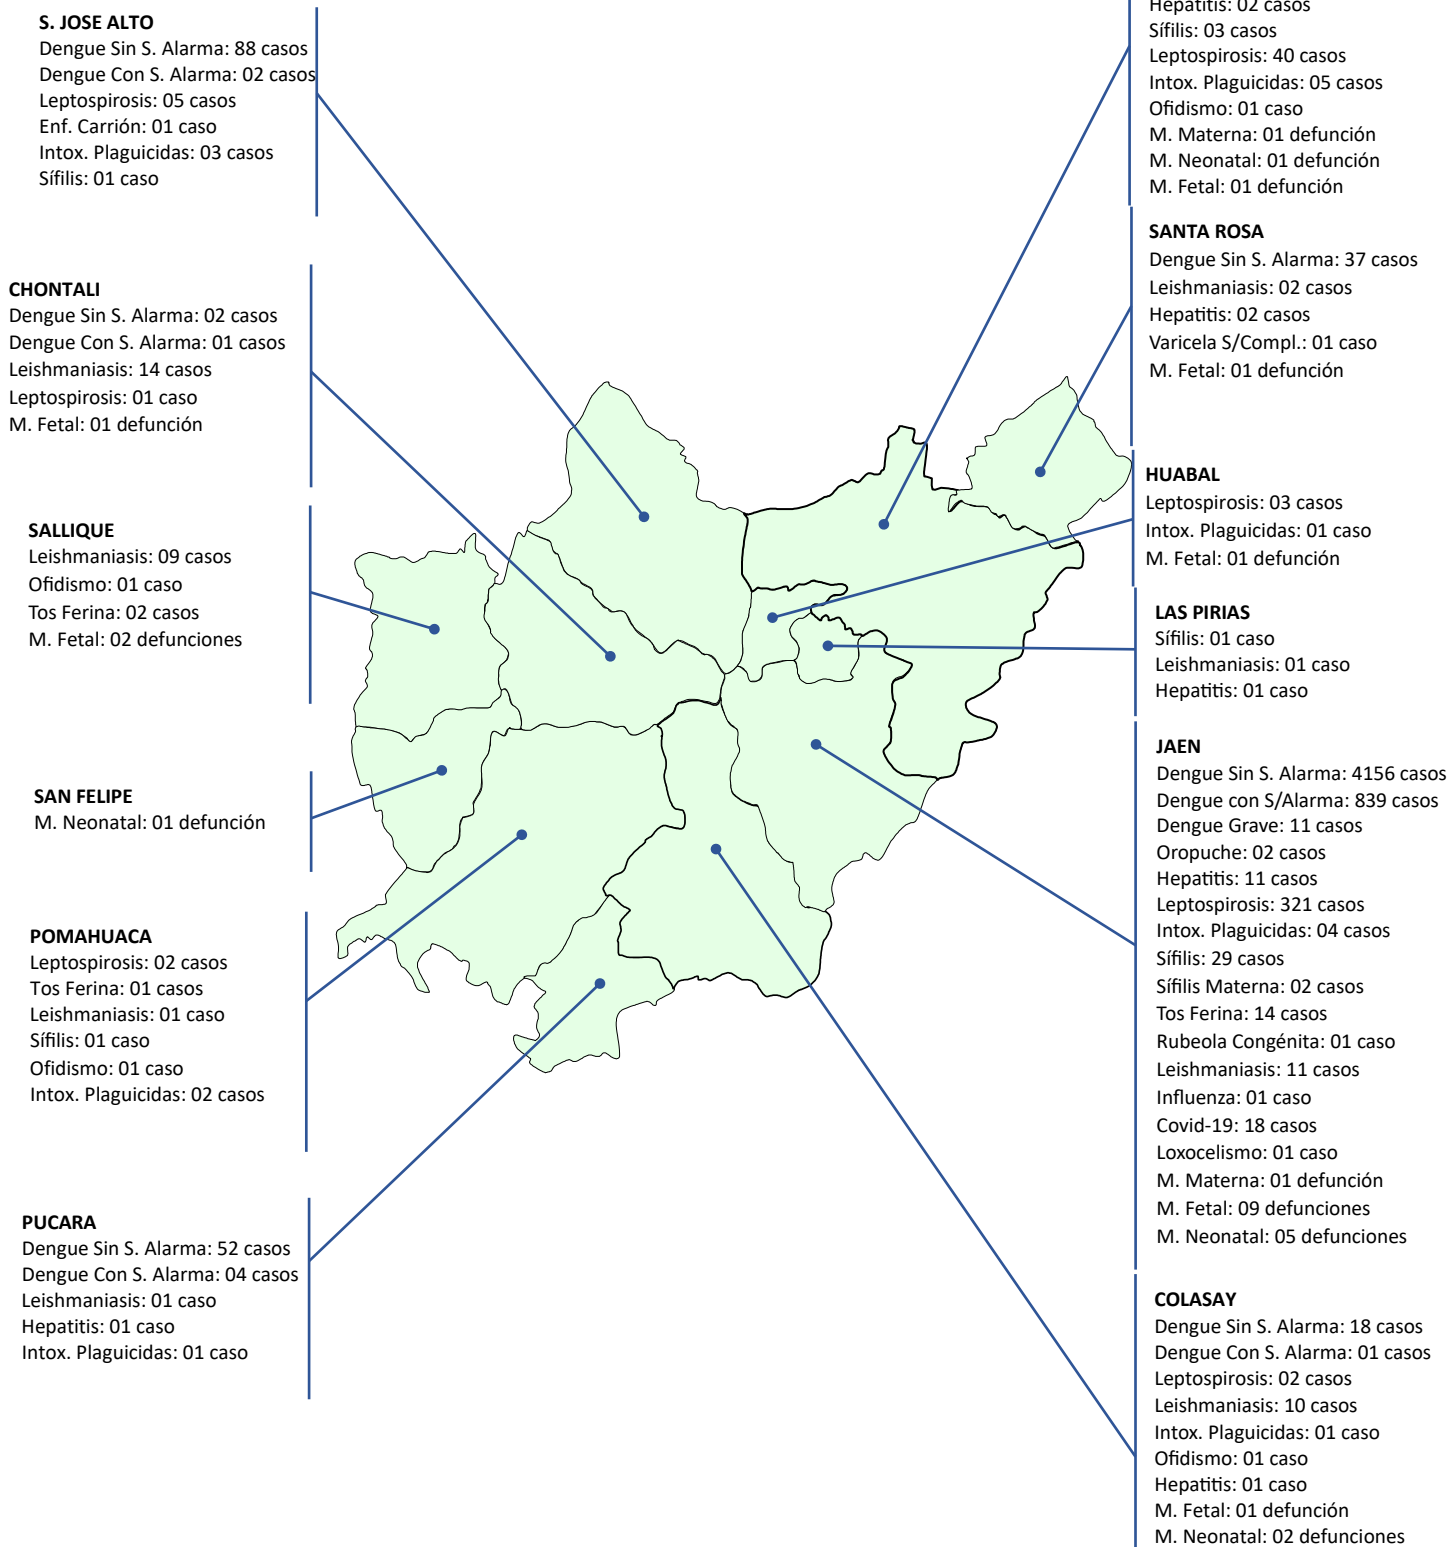 S. JOSE ALTO
Dengue Sin S. Alarma: 88 casos
Dengue Con S. Alarma: 02 casos
Leptospirosis: 05 casos
Enf. Carrión: 01 caso
Intox. Plaguicidas: 03 casos
Sífilis: 01 caso
CHONTALI
Dengue Sin S. Alarma: 02 casos
Dengue Con S. Alarma: 01 casos
Leishmaniasis: 14 casos
Leptospirosis: 01 caso
M. Fetal: 01 defunción
SALLIQUE
Leishmaniasis: 09 casos
Ofidismo: 01 caso
Tos Ferina: 02 casos
M. Fetal: 02 defunciones
SAN FELIPE
M. Neonatal: 01 defunción
POMAHUACA
Leptospirosis: 02 casos
Tos Ferina: 01 casos
Leishmaniasis: 01 caso
Sífilis: 01 caso
Ofidismo: 01 caso
Intox. Plaguicidas: 02 casos
PUCARA
Dengue Sin S. Alarma: 52 casos
Dengue Con S. Alarma: 04 casos
Leishmaniasis: 01 caso
Hepatitis: 01 caso
Intox. Plaguicidas: 01 caso
Hepatitis: 02 casos
Sífilis: 03 casos
Leptospirosis: 40 casos
Intox. Plaguicidas: 05 casos
Ofidismo: 01 caso
M. Materna: 01 defunción
M. Neonatal: 01 defunción
M. Fetal: 01 defunción
SANTA ROSA
Dengue Sin S. Alarma: 37 casos
Leishmaniasis: 02 casos
Hepatitis: 02 casos
Varicela S/Compl.: 01 caso
M. Fetal: 01 defunción
HUABAL
Leptospirosis: 03 casos
Intox. Plaguicidas: 01 caso
M. Fetal: 01 defunción
LAS PIRIAS
Sífilis: 01 caso
Leishmaniasis: 01 caso
Hepatitis: 01 caso
JAEN
Dengue Sin S. Alarma: 4156 casos
Dengue con S/Alarma: 839 casos
Dengue Grave: 11 casos
Oropuche: 02 casos
Hepatitis: 11 casos
Leptospirosis: 321 casos
Intox. Plaguicidas: 04 casos
Sífilis: 29 casos
Sífilis Materna: 02 casos
Tos Ferina: 14 casos
Rubeola Congénita: 01 caso
Leishmaniasis: 11 casos
Influenza: 01 caso
Covid-19: 18 casos
Loxocelismo: 01 caso
M. Materna: 01 defunción
M. Fetal: 09 defunciones
M. Neonatal: 05 defunciones
COLASAY
Dengue Sin S. Alarma: 18 casos
Dengue Con S. Alarma: 01 casos
Leptospirosis: 02 casos
Leishmaniasis: 10 casos
Intox. Plaguicidas: 01 caso
Ofidismo: 01 caso
Hepatitis: 01 caso
M. Fetal: 01 defunción
M. Neonatal: 02 defunciones